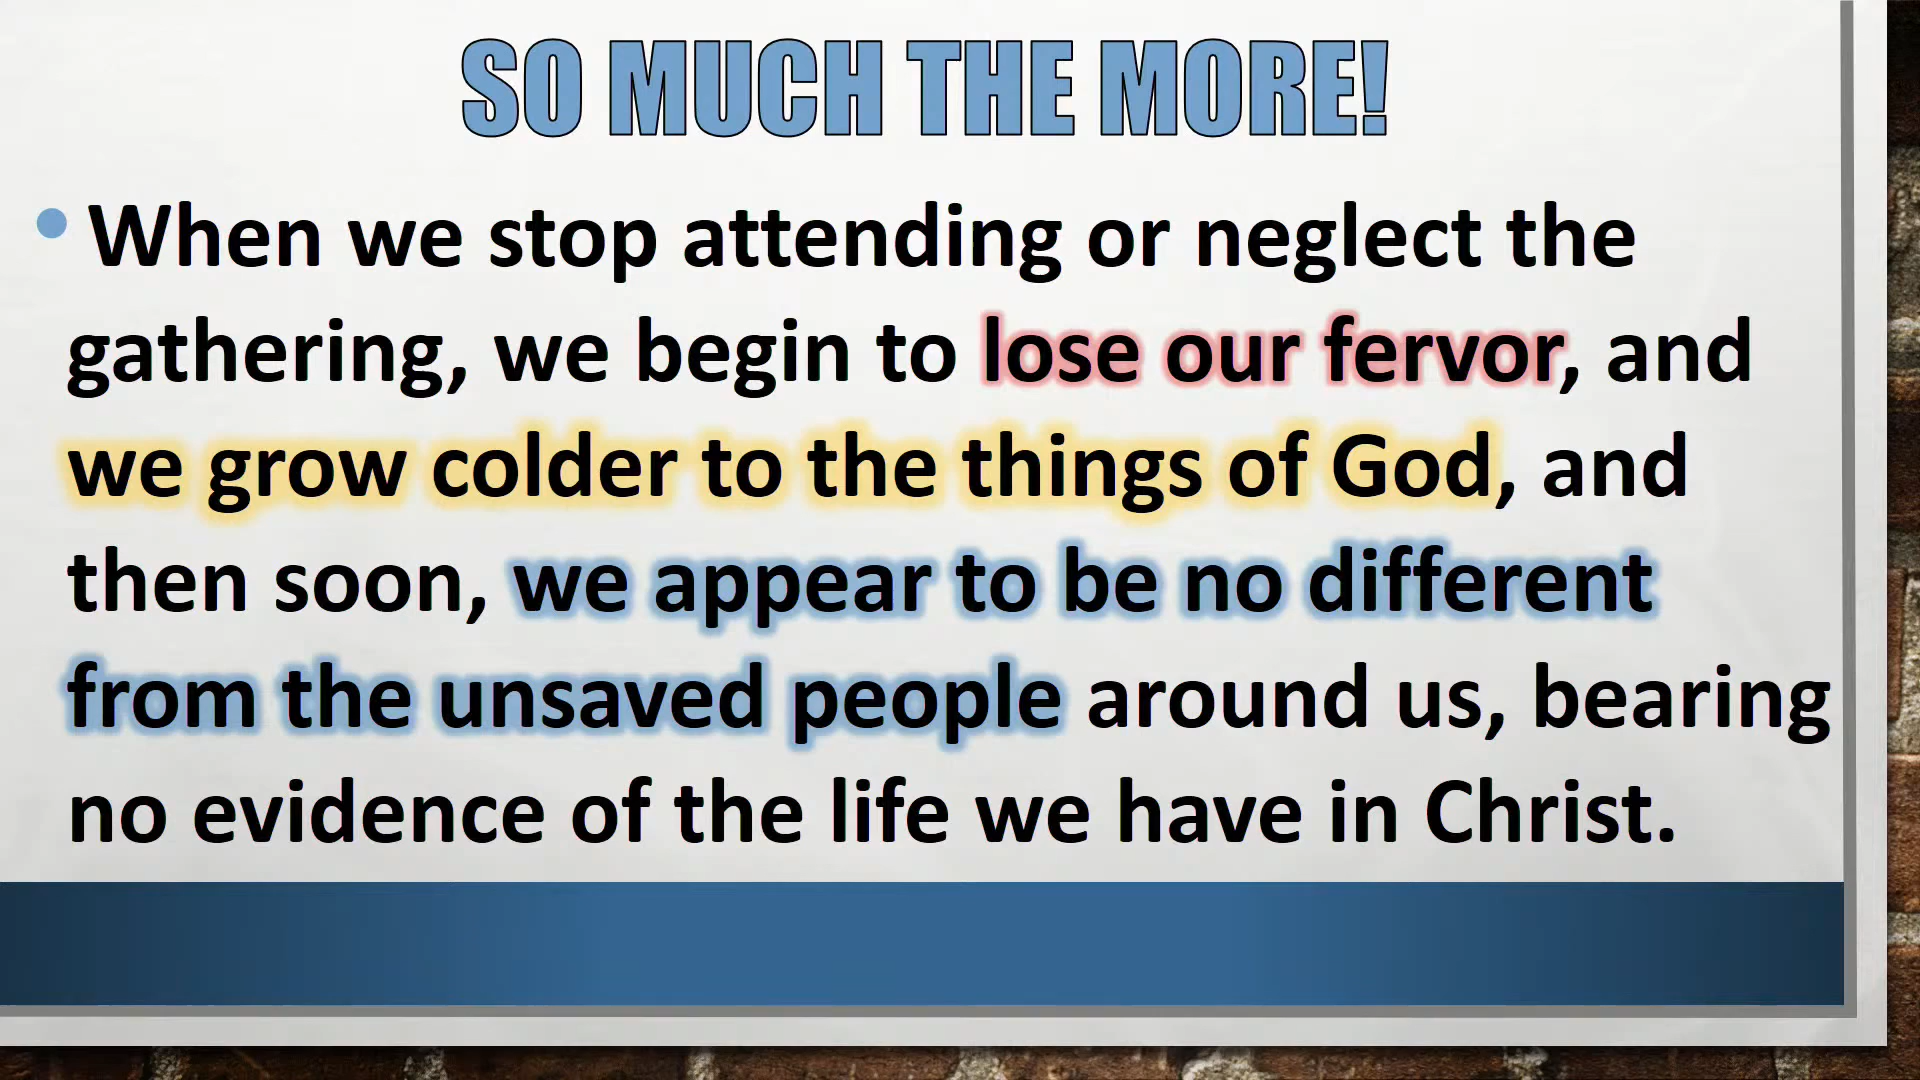 SO MUCH THE MORE!
• When we stop attending or neglect the
gathering, we begin to lose our fervor, and
we grow colder to the things of God, and
then soon, we appear to be no different
from the unsaved people around us, bearing
no evidence of the life we have in Christ.